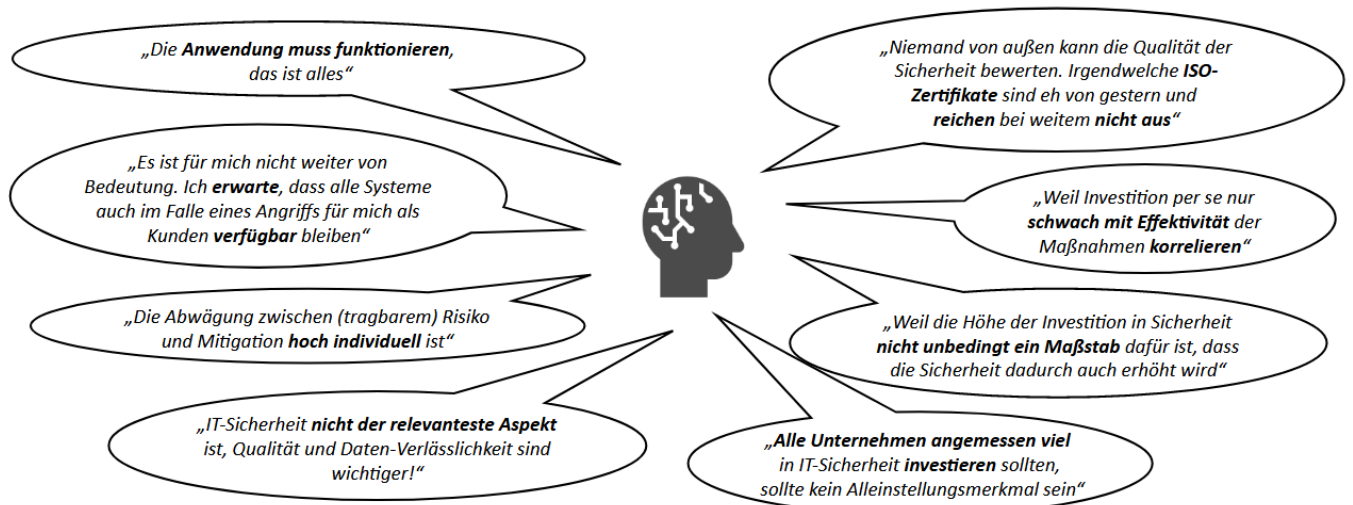 „Die Anwendung muss funktionieren,
das ist alles“
„Es ist für mich nicht weiter von
Bedeutung. Ich erwarte, dass alle Systeme
auch im Falle eines Angriffs für mich als
Kunden verfügbar bleiben“
„Die Abwägung zwischen (tragbarem) Risiko
und Mitigation hoch individuell ist“
„IT-Sicherheit nicht der relevanteste Aspekt
ist, Qualität und Daten-Verlässlichkeit sind
wichtiger!“
„Niemand von außen kann die Qualität der
Sicherheit bewerten. Irgendwelche ISO-
Zertifikate sind eh von gestern und
reichen bei weitem nicht aus“
„Weil Investition per se nur
schwach mit Effektivität der
Maßnahmen korrelieren“
„Weil die Höhe der Investition in Sicherheit
nicht unbedingt ein Maßstab dafür ist, dass
die Sicherheit dadurch auch erhöht wird“
„Alle Unternehmen angemessen viel
in IT-Sicherheit investieren sollten,
sollte kein Alleinstellungsmerkmal sein“